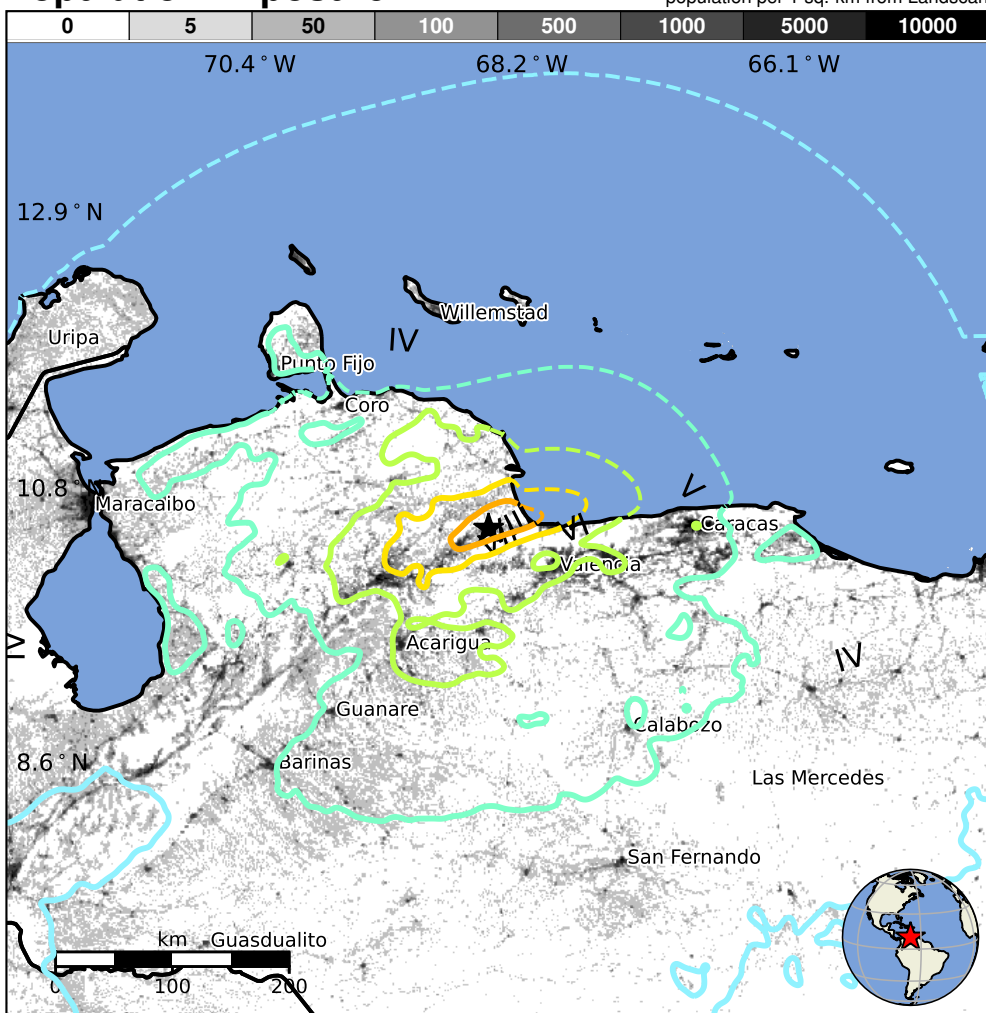 population per 1 sq. km from Landscan
0 5 50 100 500 1000 5000 10000
70.4°W 68.2°W 66.1°W
12.9°N
Willemstad
Uripa
IV
Punto Fijo
Coro
10.8°
Maracaibo
V
Caracas
VII
VI
Valencia
IV
Acarigua
IV
Guanare
Calabozo
8.6°N
Barinas
Las Mercedes
San Fernando
km
Guasdualito
0 100 200